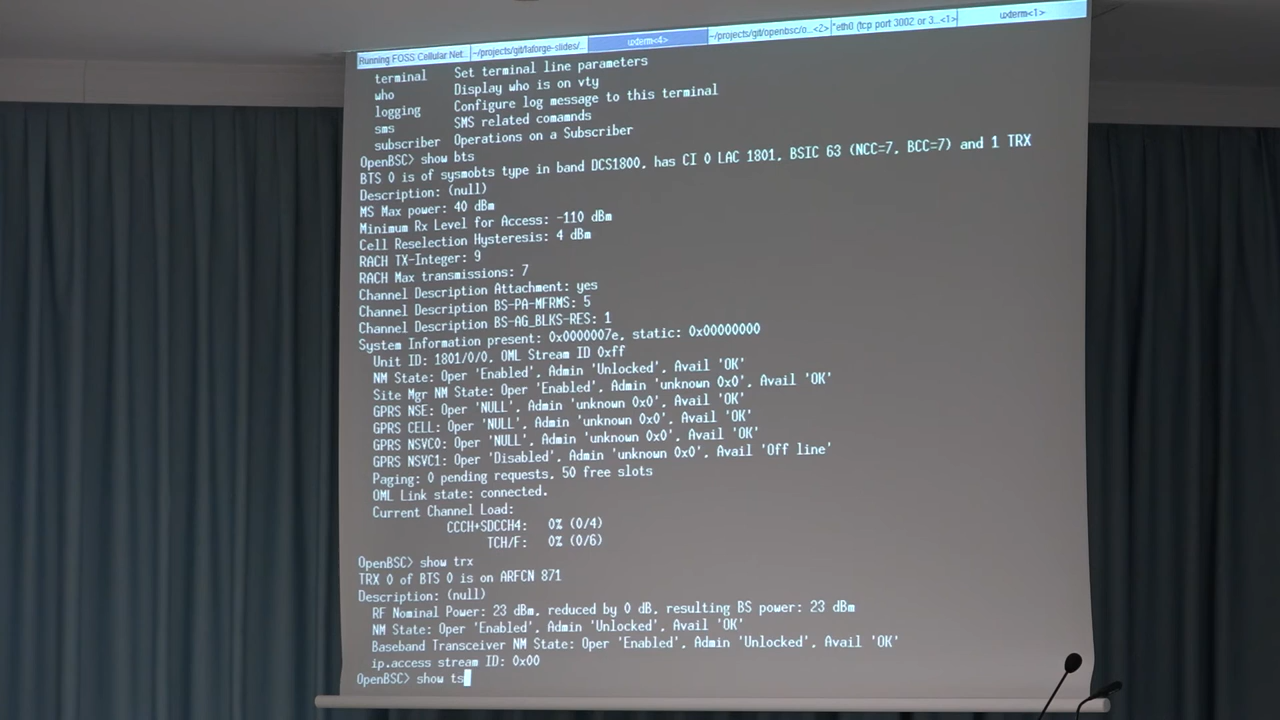 Running FOSS Cellular Net... ~/projects/git/laforge-slides/... uxterm<4> ~/projects/git/openbsc/o...<2> *eth0 (tcp port 3002 or 3...<1> uxterm<1>
terminal Set terminal line parameters
who Display who is on vty
logging Configure log message to this terminal
sms SMS related comamnds
subscriber Operations on a Subscriber
OpenBSC> show bts
BTS 0 is of sysmobts type in band DCS1800, has CI 0 LAC 1801, BSIC 63 (NCC=7, BCC=7) and 1 TRX
Description: (null)
MS Max power: 40 dBm
Minimum Rx Level for Access: -110 dBm
Cell Reselection Hysteresis: 4 dBm
RACH TX-Integer: 9
RACH Max transmissions: 7
Channel Description Attachment: yes
Channel Description BS-PA-MFRMS: 5
Channel Description BS-AG_BLKS-RES: 1
System Information present: 0x0000007e, static: 0x00000000
Unit ID: 1801/0/0, OML Stream ID 0xff
NM State: Oper 'Enabled', Admin 'Unlocked', Avail 'OK'
Site Mgr NM State: Oper 'Enabled', Admin 'unknown 0x0', Avail 'OK'
GPRS NSE: Oper 'NULL', Admin 'unknown 0x0', Avail 'OK'
GPRS CELL: Oper 'NULL', Admin 'unknown 0x0', Avail 'OK'
GPRS NSVC0: Oper 'NULL', Admin 'unknown 0x0', Avail 'OK'
GPRS NSVC1: Oper 'Disabled', Admin 'unknown 0x0', Avail 'Off line'
Paging: 0 pending requests, 50 free slots
OML Link state: connected.
Current Channel Load:
CCCH+SDCCH4: 0% (0/4)
TCH/F: 0% (0/6)
OpenBSC> show trx
TRX 0 of BTS 0 is on ARFCN 871
Description: (null)
RF Nominal Power: 23 dBm, reduced by 0 dB, resulting BS power: 23 dBm
NM State: Oper 'Enabled', Admin 'Unlocked', Avail 'OK'
Baseband Transceiver NM State: Oper 'Enabled', Admin 'Unlocked', Avail 'OK'
ip.access stream ID: 0x00
OpenBSC> show ts